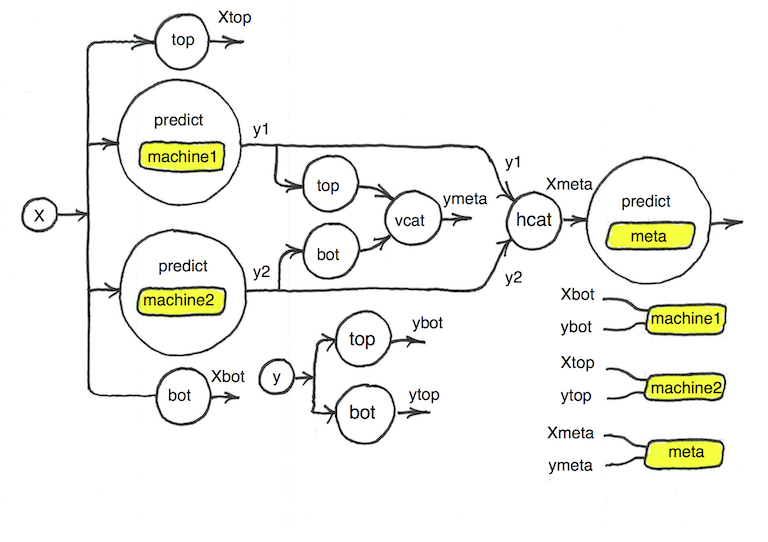 Xtop
top
predict
machine1
y1
y1
top
ymeta
Xmeta
predict
X
vcat
hcat
meta
bot
predict
machine2
y2
y2
Xbot
machine1
ybot
ybot
top
Xtop
machine2
ytop
bot
Xbot
y
ytop
bot
Xmeta
meta
ymeta